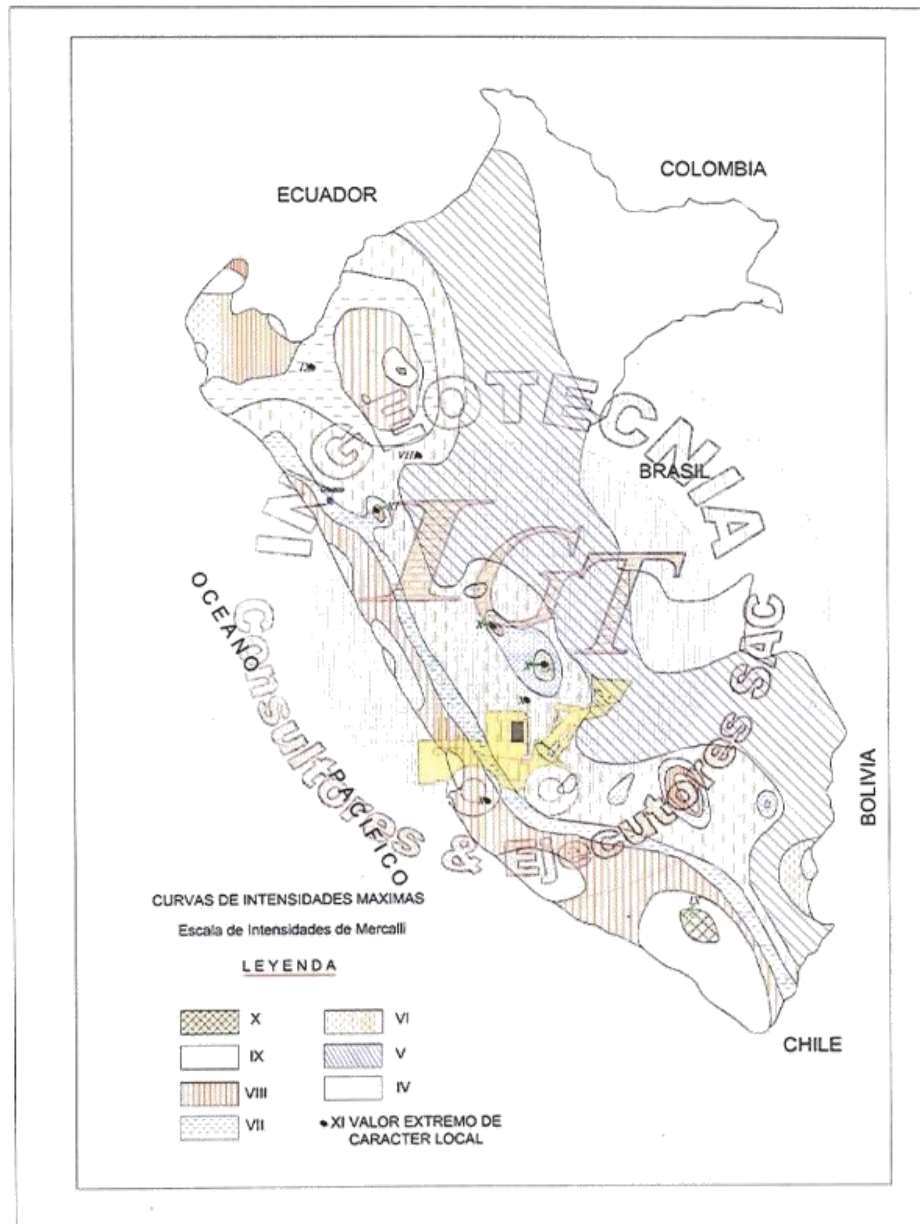 COLOMBIA
ECUADOR
INGEOTECNIA
BRASIL
IGT
OCEANO PACIFICO
Consultores & Ejecutores SAC
BOLIVIA
CURVAS DE INTENSIDADES MAXIMAS
Escala de Intensidades de Mercalli
LEYENDA
X VI
IX V
VIII IV
VII • XI VALOR EXTREMO DE
CARACTER LOCAL
CHILE